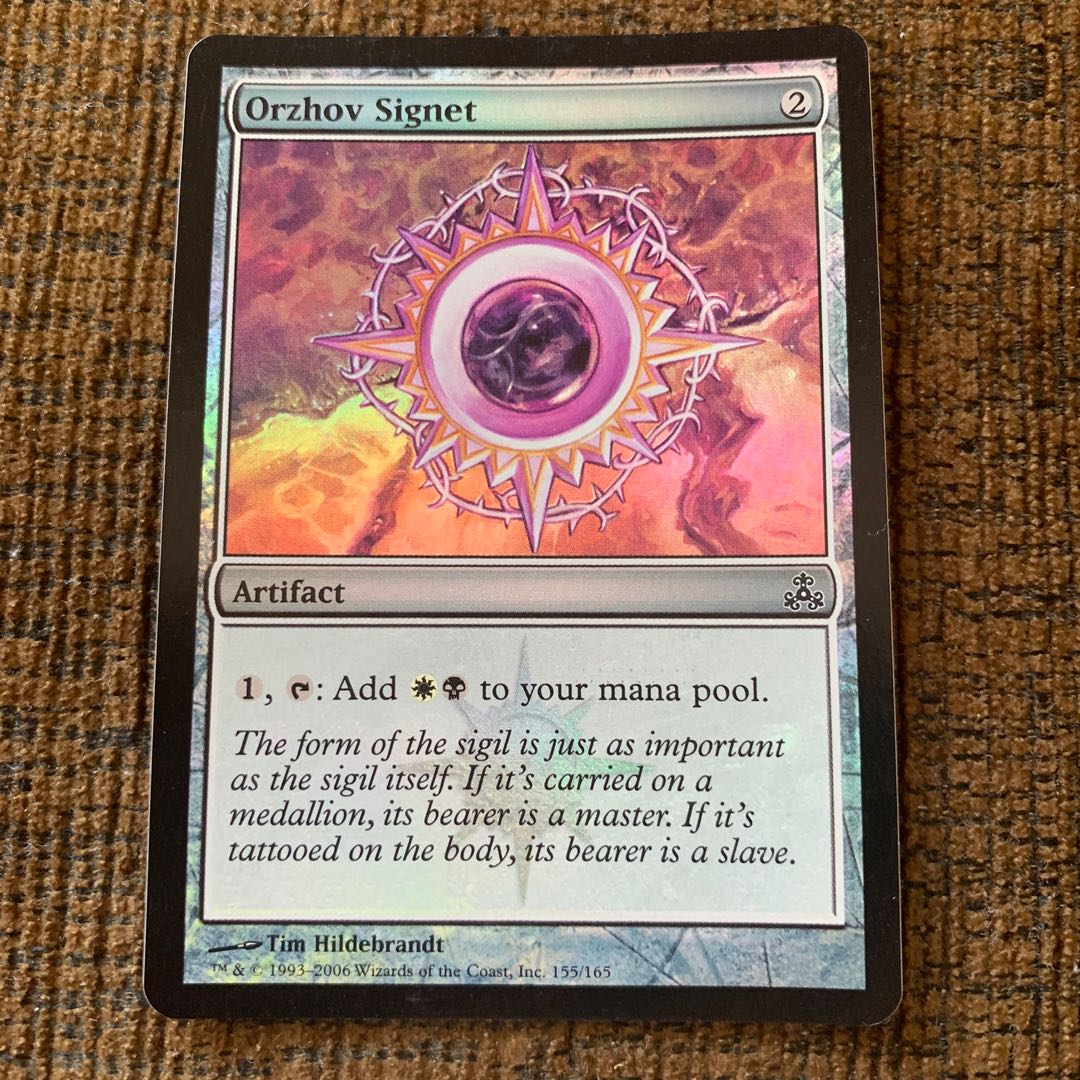 Orzhov Signet 2
Artifact
1, : Add to your mana pool.
The form of the sigil is just as important
as the sigil itself. If it's carried on a
medallion, its bearer is a master. If it's
tattooed on the body, its bearer is a slave.
Tim Hildebrandt
™ & © 1993–2006 Wizards of the Coast, Inc. 155/165